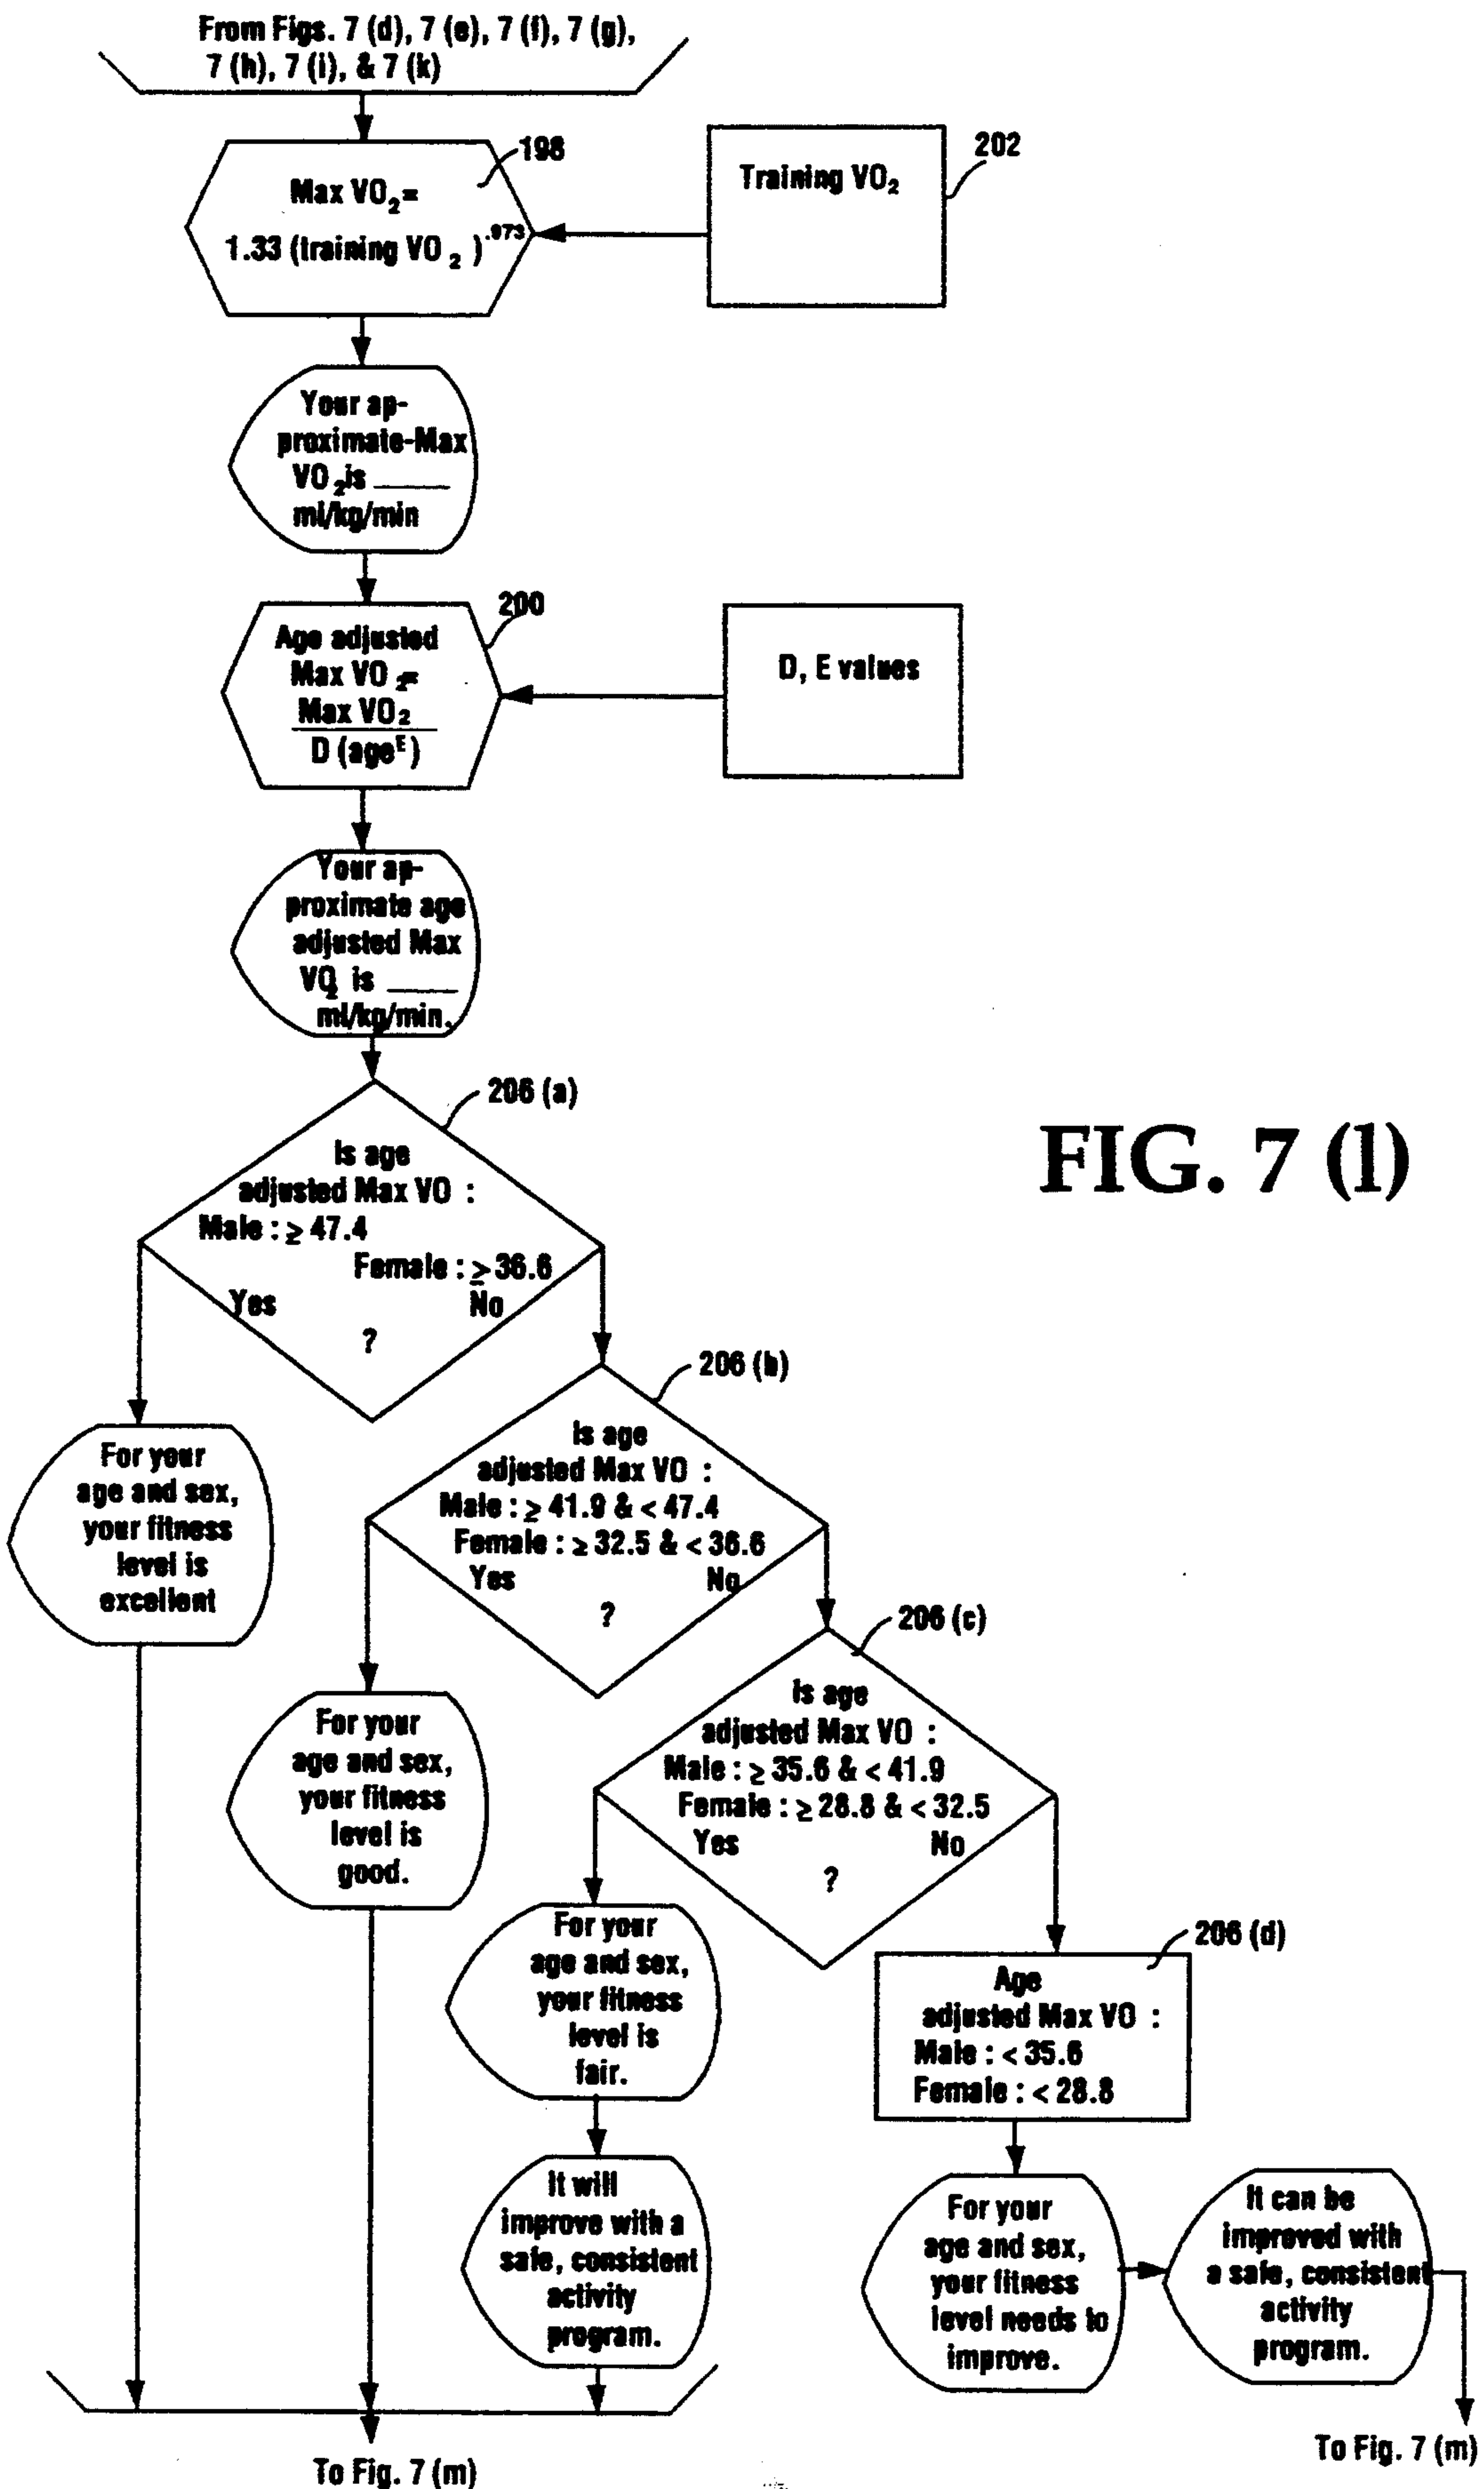 From Figs. 7 (d), 7 (e), 7 (f), 7 (g),
7 (h), 7 (i), & 7 (k)
198
Max VO2=
1.33 (training VO2).973
Training VO2
202
Your ap-
proximate-Max
VO2is ____
ml/kg/min
200
Age adjusted
Max VO2=
Max VO2
D (ageE)
D, E values
Your ap-
proximate age
adjusted Max
VO2 is ____
ml/kg/min.
206 (a)
Is age
adjusted Max VO :
Male : ≥ 47.4
Female : ≥ 36.6
Yes No
?
FIG. 7 (l)
206 (b)
Is age
adjusted Max VO :
Male : ≥ 41.9 & < 47.4
Female : ≥ 32.5 & < 36.6
Yes No
?
For your
age and sex,
your fitness
level is
excellent
206 (c)
Is age
adjusted Max VO :
Male : ≥ 35.6 & < 41.9
Female : ≥ 28.8 & < 32.5
Yes No
?
For your
age and sex,
your fitness
level is
good.
For your
age and sex,
your fitness
level is
fair.
206 (d)
Age
adjusted Max VO :
Male : < 35.6
Female : < 28.8
It will
improve with a
safe, consistent
activity
program.
For your
age and sex,
your fitness
level needs to
improve.
It can be
improved with
a safe, consistent
activity
program.
To Fig. 7 (m)
To Fig. 7 (m)